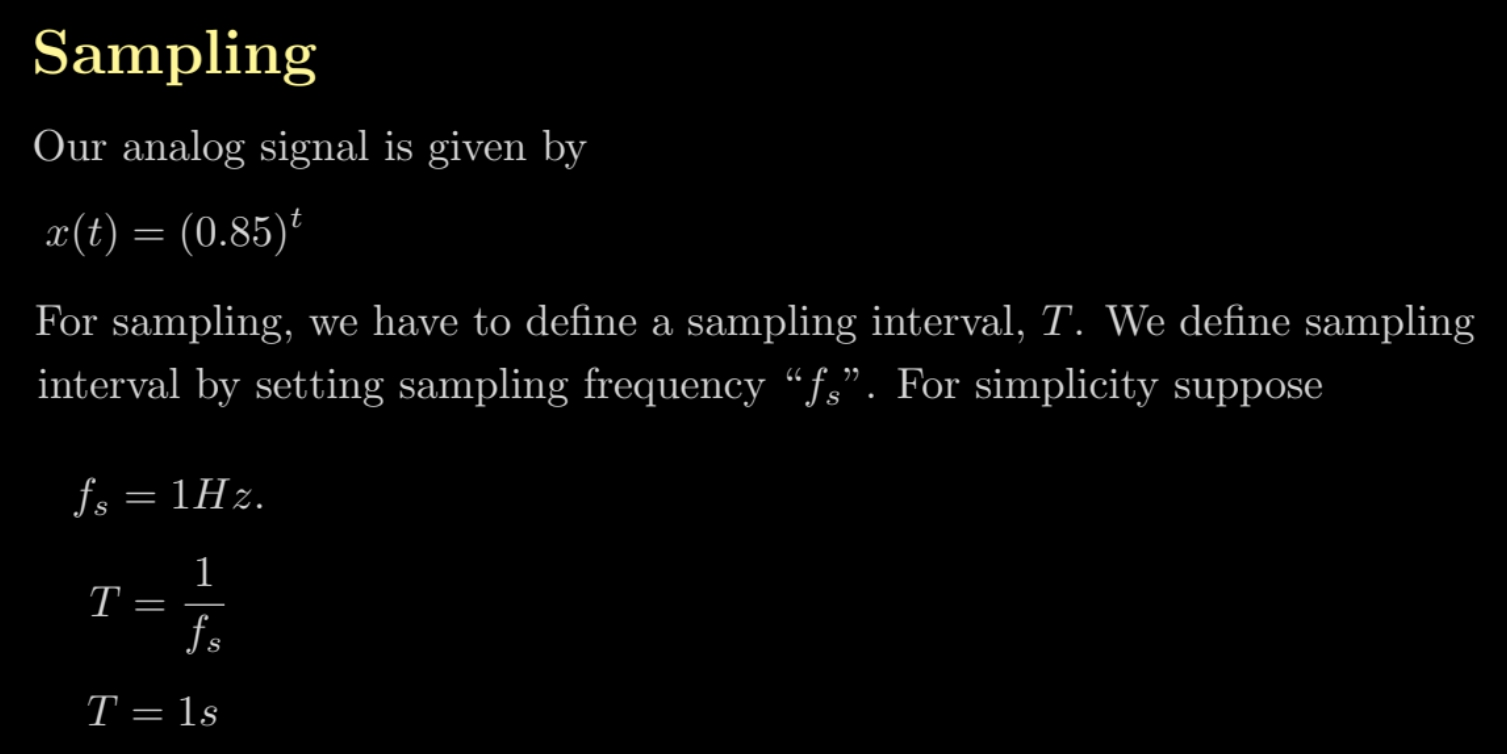 Sampling
Our analog signal is given by
x(t) = (0.85)^t
For sampling, we have to define a sampling interval, T. We define sampling
interval by setting sampling frequency “f_s”. For simplicity suppose
f_s = 1Hz.
T = \frac{1}{f_s}
T = 1s